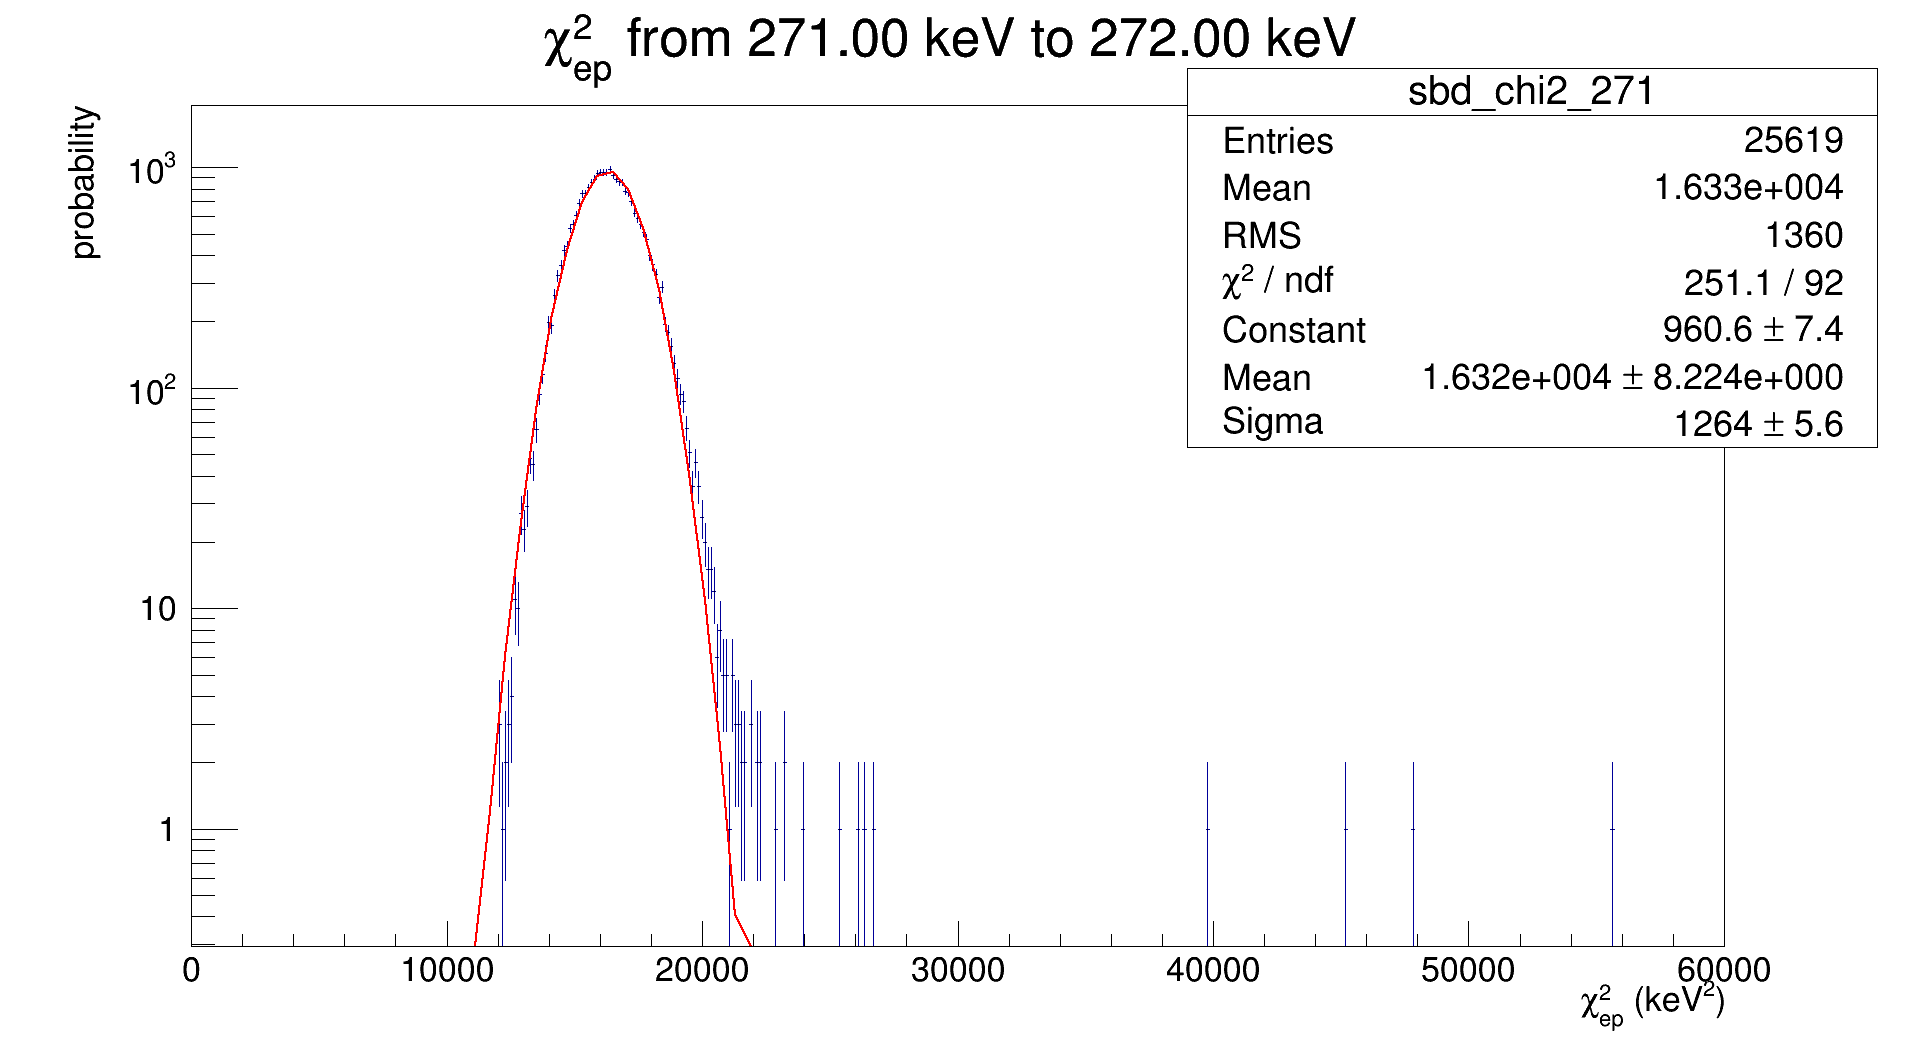 χ²ep from 271.00 keV to 272.00 keV
sbd_chi2_271
Entries 25619
Mean 1.633e+004
RMS 1360
χ² / ndf 251.1 / 92
Constant 960.6 ± 7.4
Mean 1.632e+004 ± 8.224e+000
Sigma 1264 ± 5.6
probability
10³
10²
10
1
0 10000 20000 30000 40000 50000 60000
χ²ep (keV²)